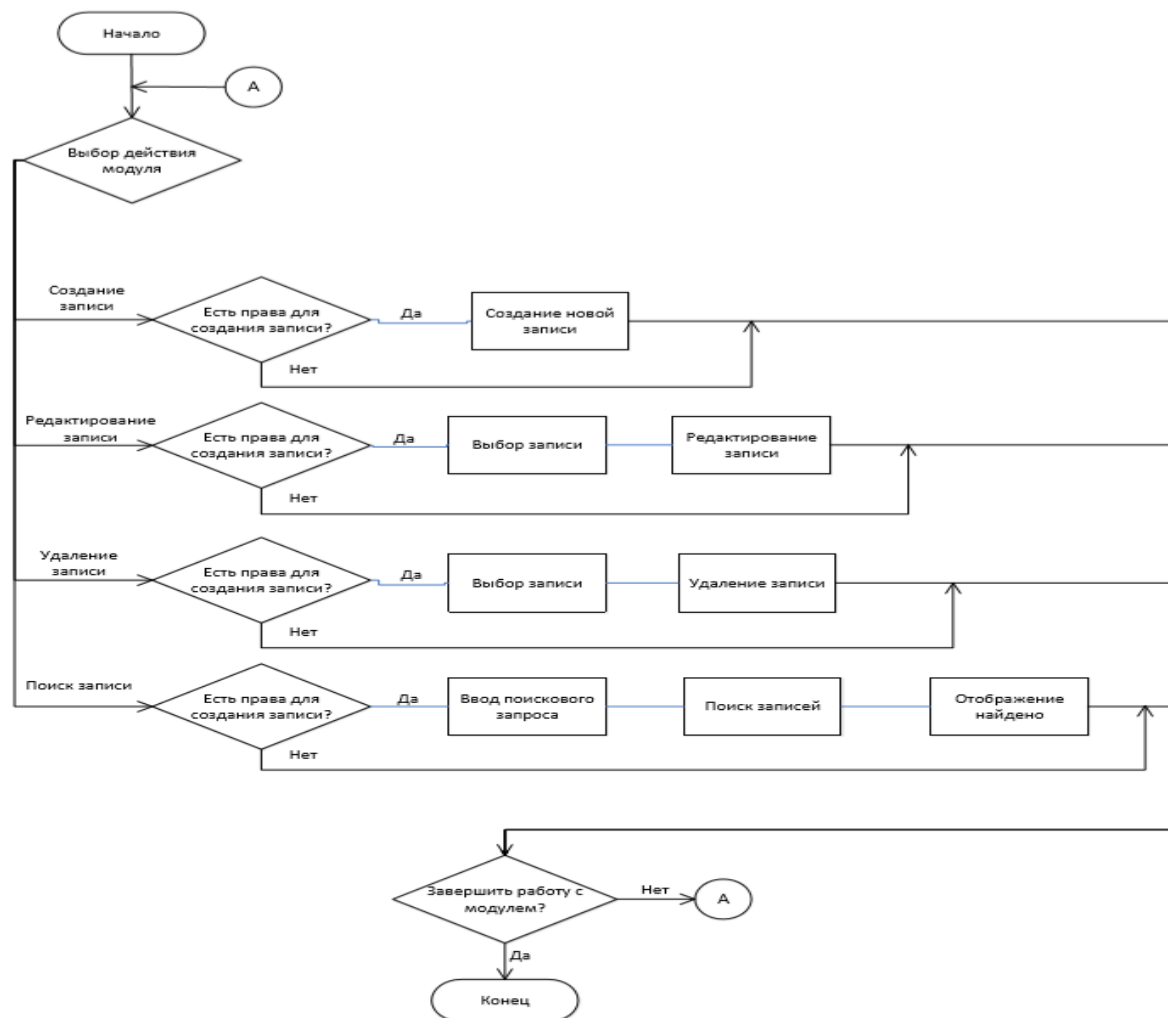 Начало
А
Выбор действия
модуля
Создание
записи
Есть права для
создания записи?
Да
Создание новой
записи
Нет
Редактирование
записи
Есть права для
создания записи?
Да
Выбор записи
Редактирование
записи
Нет
Удаление
записи
Есть права для
создания записи?
Да
Выбор записи
Удаление записи
Нет
Поиск записи
Есть права для
создания записи?
Да
Ввод поискового
запроса
Поиск записей
Отображение
найдено
Нет
Завершить работу с
модулем?
Нет
А
Да
Конец